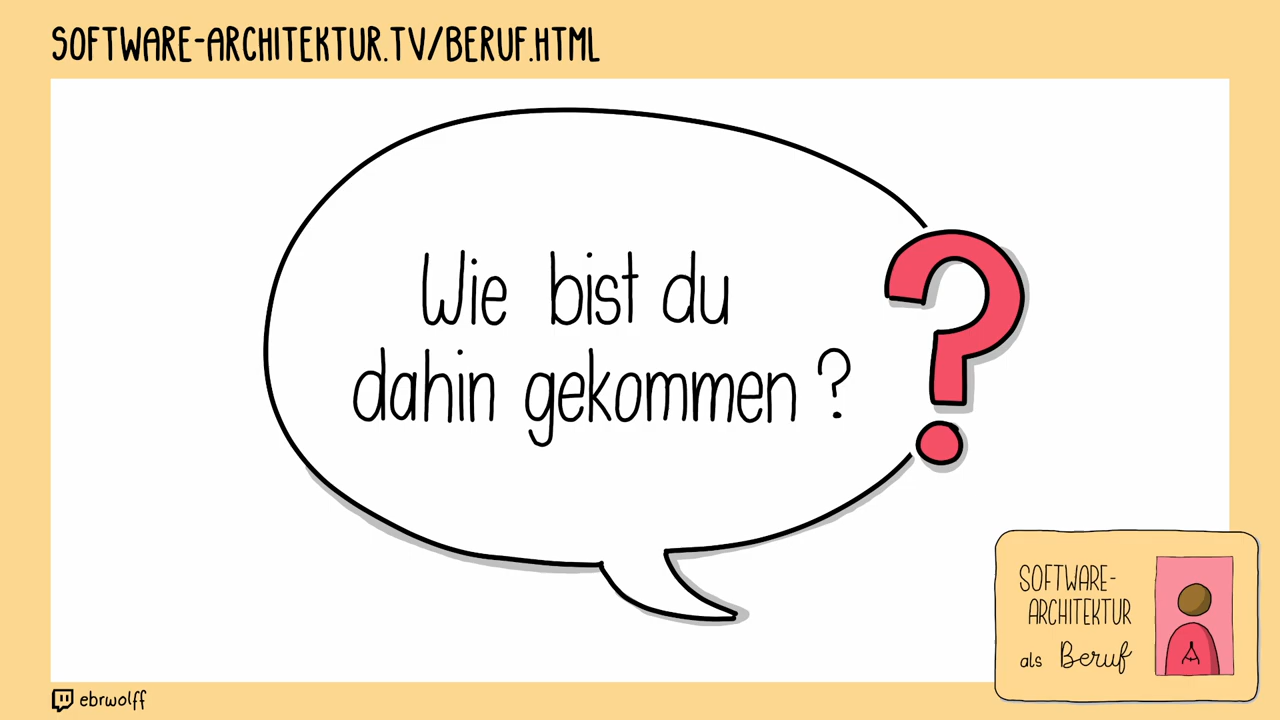 SOFTWARE-ARCHITEKTUR.TV/BERUF.HTML
Wie bist du
dahin gekommen ?
?
SOFTWARE-
ARCHITEKTUR
als Beruf
ebrwolff